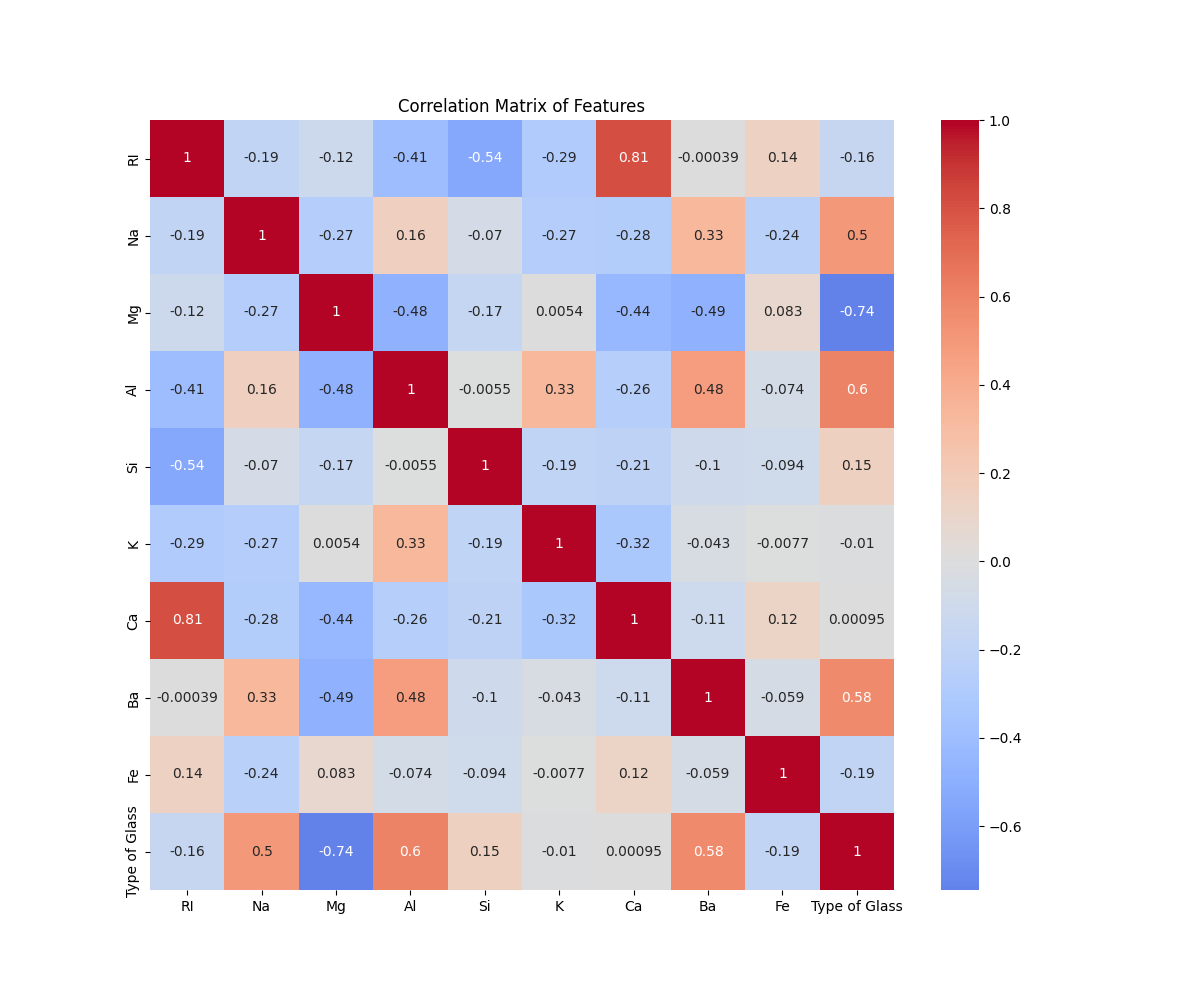 Correlation Matrix of Features
RI 1 -0.19 -0.12 -0.41 -0.54 -0.29 0.81 -0.00039 0.14 -0.16
Na -0.19 1 -0.27 0.16 -0.07 -0.27 -0.28 0.33 -0.24 0.5
Mg -0.12 -0.27 1 -0.48 -0.17 0.0054 -0.44 -0.49 0.083 -0.74
Al -0.41 0.16 -0.48 1 -0.0055 0.33 -0.26 0.48 -0.074 0.6
Si -0.54 -0.07 -0.17 -0.0055 1 -0.19 -0.21 -0.1 -0.094 0.15
K -0.29 -0.27 0.0054 0.33 -0.19 1 -0.32 -0.043 -0.0077 -0.01
Ca 0.81 -0.28 -0.44 -0.26 -0.21 -0.32 1 -0.11 0.12 0.00095
Ba -0.00039 0.33 -0.49 0.48 -0.1 -0.043 -0.11 1 -0.059 0.58
Fe 0.14 -0.24 0.083 -0.074 -0.094 -0.0077 0.12 -0.059 1 -0.19
Type of Glass -0.16 0.5 -0.74 0.6 0.15 -0.01 0.00095 0.58 -0.19 1
RI Na Mg Al Si K Ca Ba Fe Type of Glass
1.0
0.8
0.6
0.4
0.2
0.0
−0.2
−0.4
−0.6